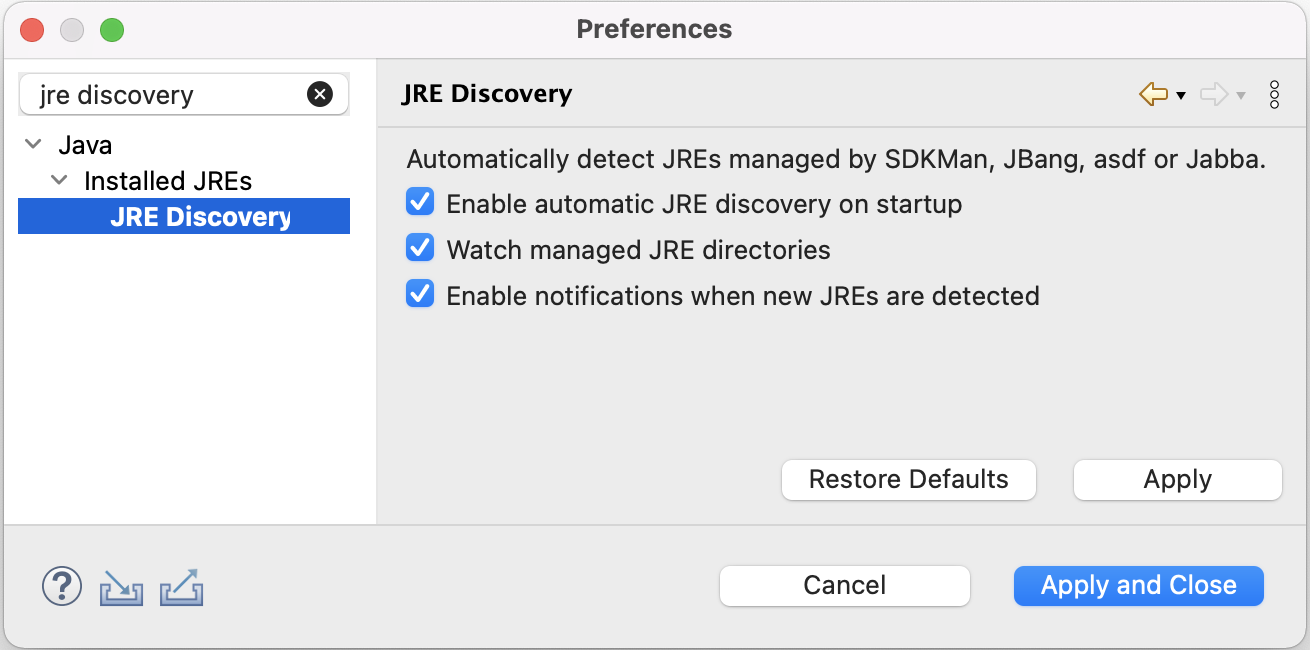 Preferences
jre discovery
Java
Installed JREs
JRE Discovery
JRE Discovery
Automatically detect JREs managed by SDKMan, JBang, asdf or Jabba.
Enable automatic JRE discovery on startup
Watch managed JRE directories
Enable notifications when new JREs are detected
Restore Defaults
Apply
?
Cancel
Apply and Close